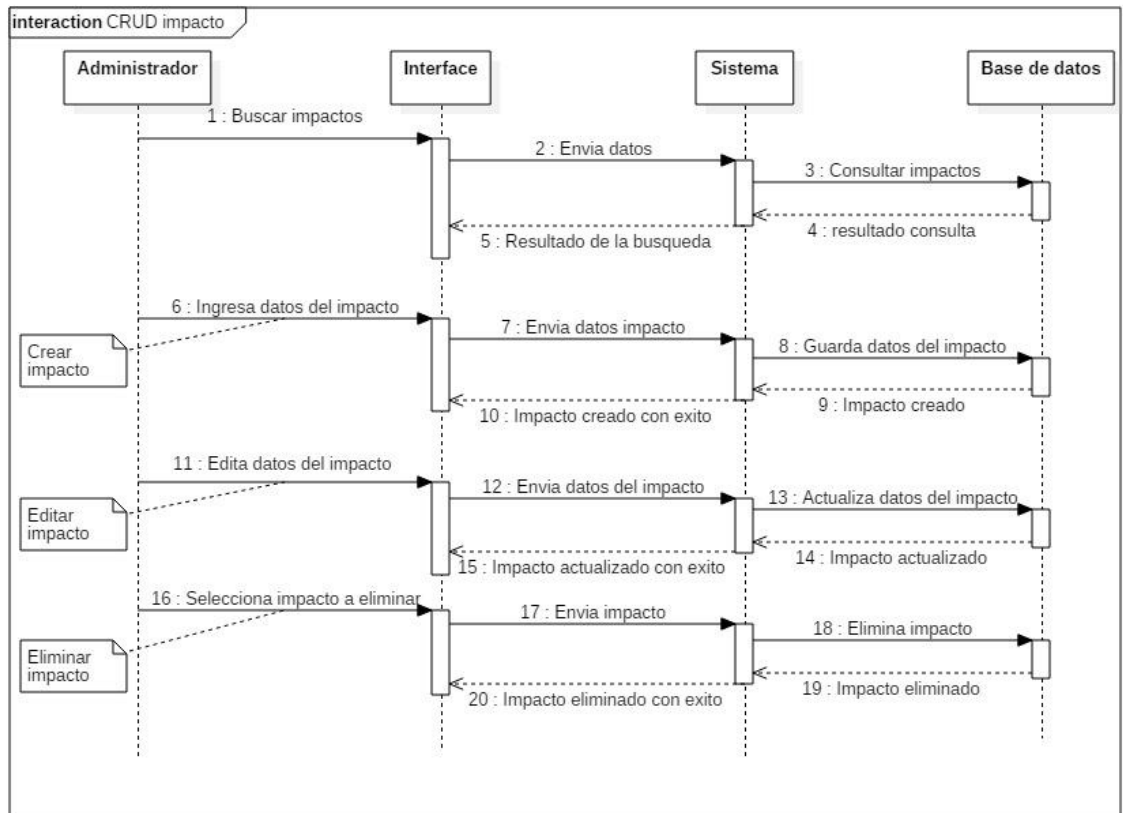 interaction CRUD impacto
Administrador
Interface
Sistema
Base de datos
1 : Buscar impactos
2 : Envia datos
3 : Consultar impactos
4 : resultado consulta
5 : Resultado de la busqueda
6 : Ingresa datos del impacto
Crear
impacto
7 : Envia datos impacto
8 : Guarda datos del impacto
9 : Impacto creado
10 : Impacto creado con exito
11 : Edita datos del impacto
Editar
impacto
12 : Envia datos del impacto
13 : Actualiza datos del impacto
14 : Impacto actualizado
15 : Impacto actualizado con exito
16 : Selecciona impacto a eliminar
Eliminar
impacto
17 : Envia impacto
18 : Elimina impacto
19 : Impacto eliminado
20 : Impacto eliminado con exito